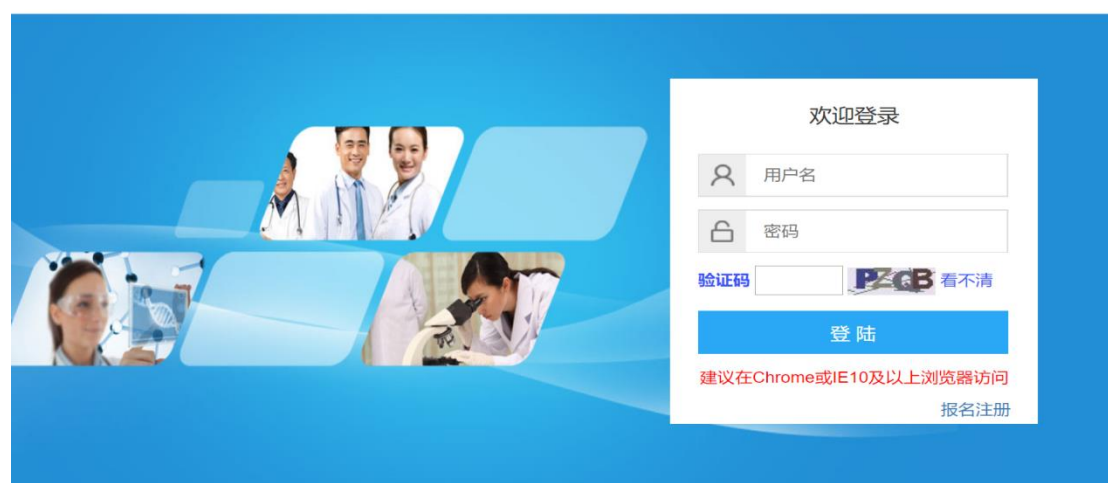 欢迎登录
用户名
密码
验证码 看不清
登 陆
建议在Chrome或IE10及以上浏览器访问
报名注册